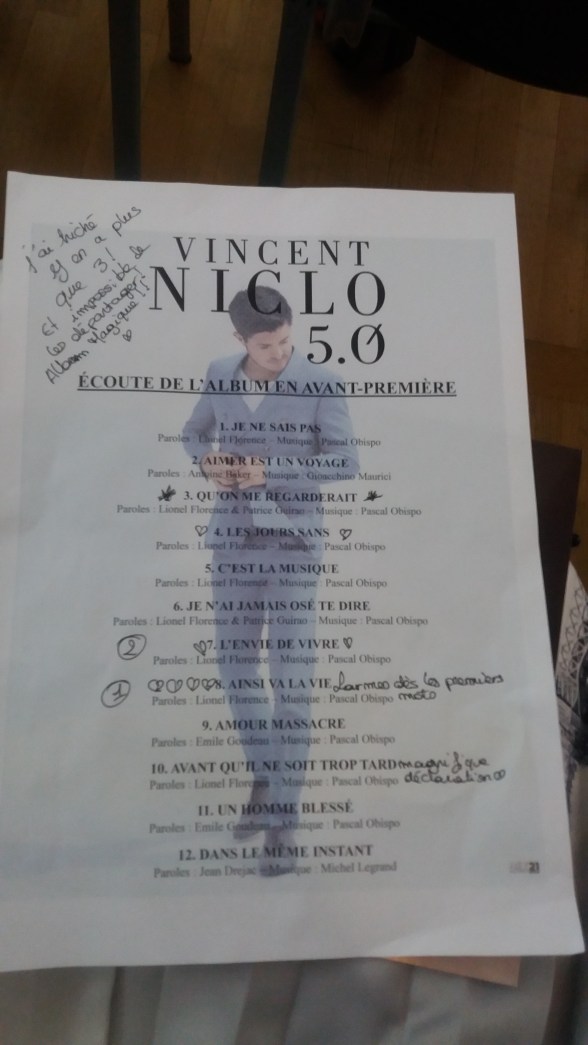 j'ai triché
Y en a plus
que 3!
Et impossible de
les départager!
Album Magique!!
♡
VINCENT
NICLO
5.Ø
ÉCOUTE DE L'ALBUM EN AVANT-PREMIÈRE
1. JE NE SAIS PAS
Paroles : Lionel Florence – Musique : Pascal Obispo
2. AIMER EST UN VOYAGE
Paroles : Antoine Baker – Musique : Gioacchino Maurici
3. QU'ON ME REGARDERAIT
Paroles : Lionel Florence & Patrice Guirao – Musique : Pascal Obispo
♡ 4. LES JOURS SANS ♡
Paroles : Lionel Florence – Musique : Pascal Obispo
5. C'EST LA MUSIQUE
Paroles : Lionel Florence – Musique : Pascal Obispo
6. JE N'AI JAMAIS OSÉ TE DIRE
Paroles : Lionel Florence & Patrice Guirao – Musique : Pascal Obispo
2 ♡7. L'ENVIE DE VIVRE ♡
Paroles : Lionel Florence – Musique : Pascal Obispo
1 ♡♡♡♡8. AINSI VA LA VIE Larmes dès les premiers
Paroles : Lionel Florence – Musique : Pascal Obispo mots
9. AMOUR MASSACRE
Paroles : Emile Goudeau – Musique : Pascal Obispo
10. AVANT QU'IL NE SOIT TROP TARD magnifique
Paroles : Lionel Florence – Musique : Pascal Obispo déclaration♡
11. UN HOMME BLESSÉ
Paroles : Emile Goudeau – Musique : Pascal Obispo
12. DANS LE MÊME INSTANT
Paroles : Jean Drejac – Musique : Michel Legrand
21